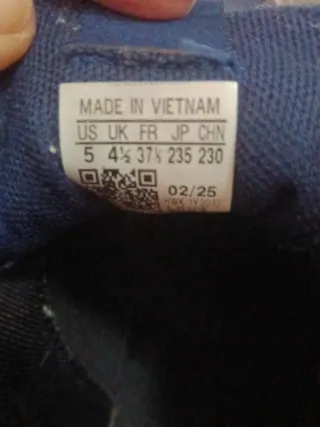 MADE IN VIETNAM
US UK FR JP CHN
5 4½ 37⅓ 235 230
02/25